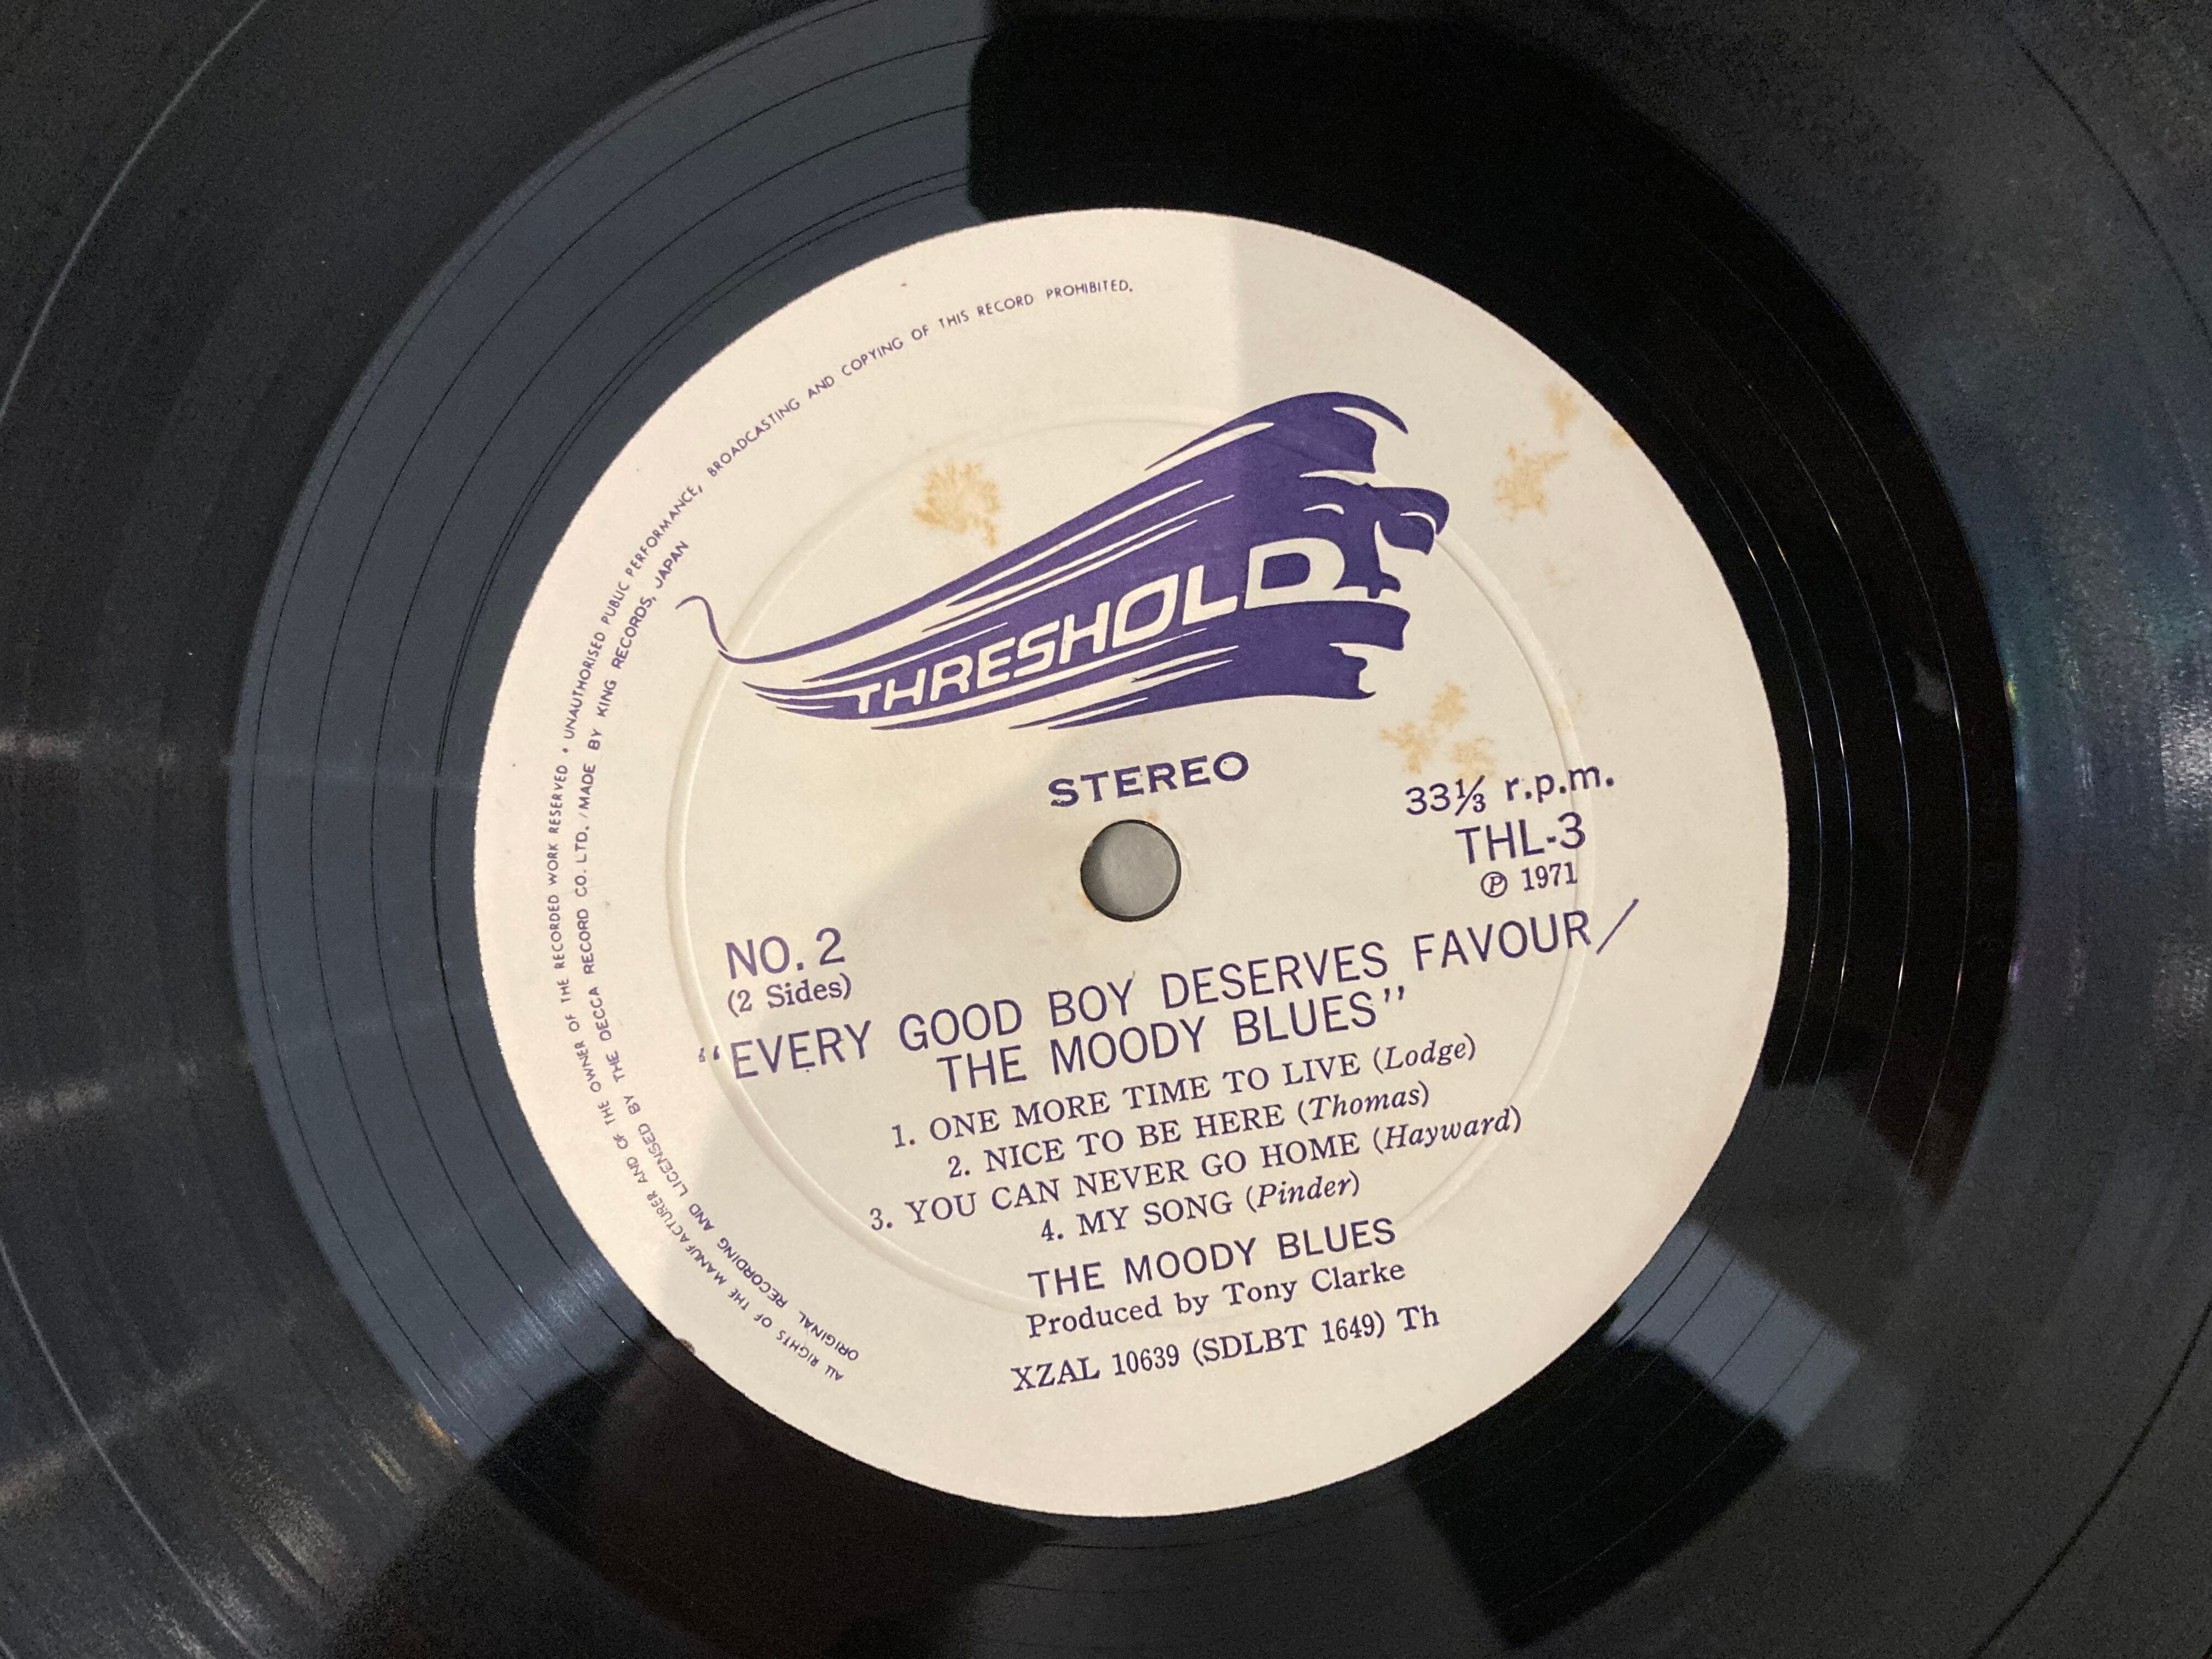 ALL RIGHTS OF THE MANUFACTURER AND OF THE OWNER OF THE RECORDED WORK RESERVED • UNAUTHORISED PUBLIC PERFORMANCE, BROADCASTING AND COPYING OF THIS RECORD PROHIBITED.
ORIGINAL RECORDING AND LICENSED BY THE DECCA RECORD CO. LTD. / MADE BY KING RECORDS, JAPAN
THRESHOLD
STEREO
33⅓ r.p.m.
THL-3
Ⓟ 1971
NO. 2
(2 Sides)
“EVERY GOOD BOY DESERVES FAVOUR/
THE MOODY BLUES”
1. ONE MORE TIME TO LIVE (Lodge)
2. NICE TO BE HERE (Thomas)
3. YOU CAN NEVER GO HOME (Hayward)
4. MY SONG (Pinder)
THE MOODY BLUES
Produced by Tony Clarke
XZAL 10639 (SDLBT 1649) Th